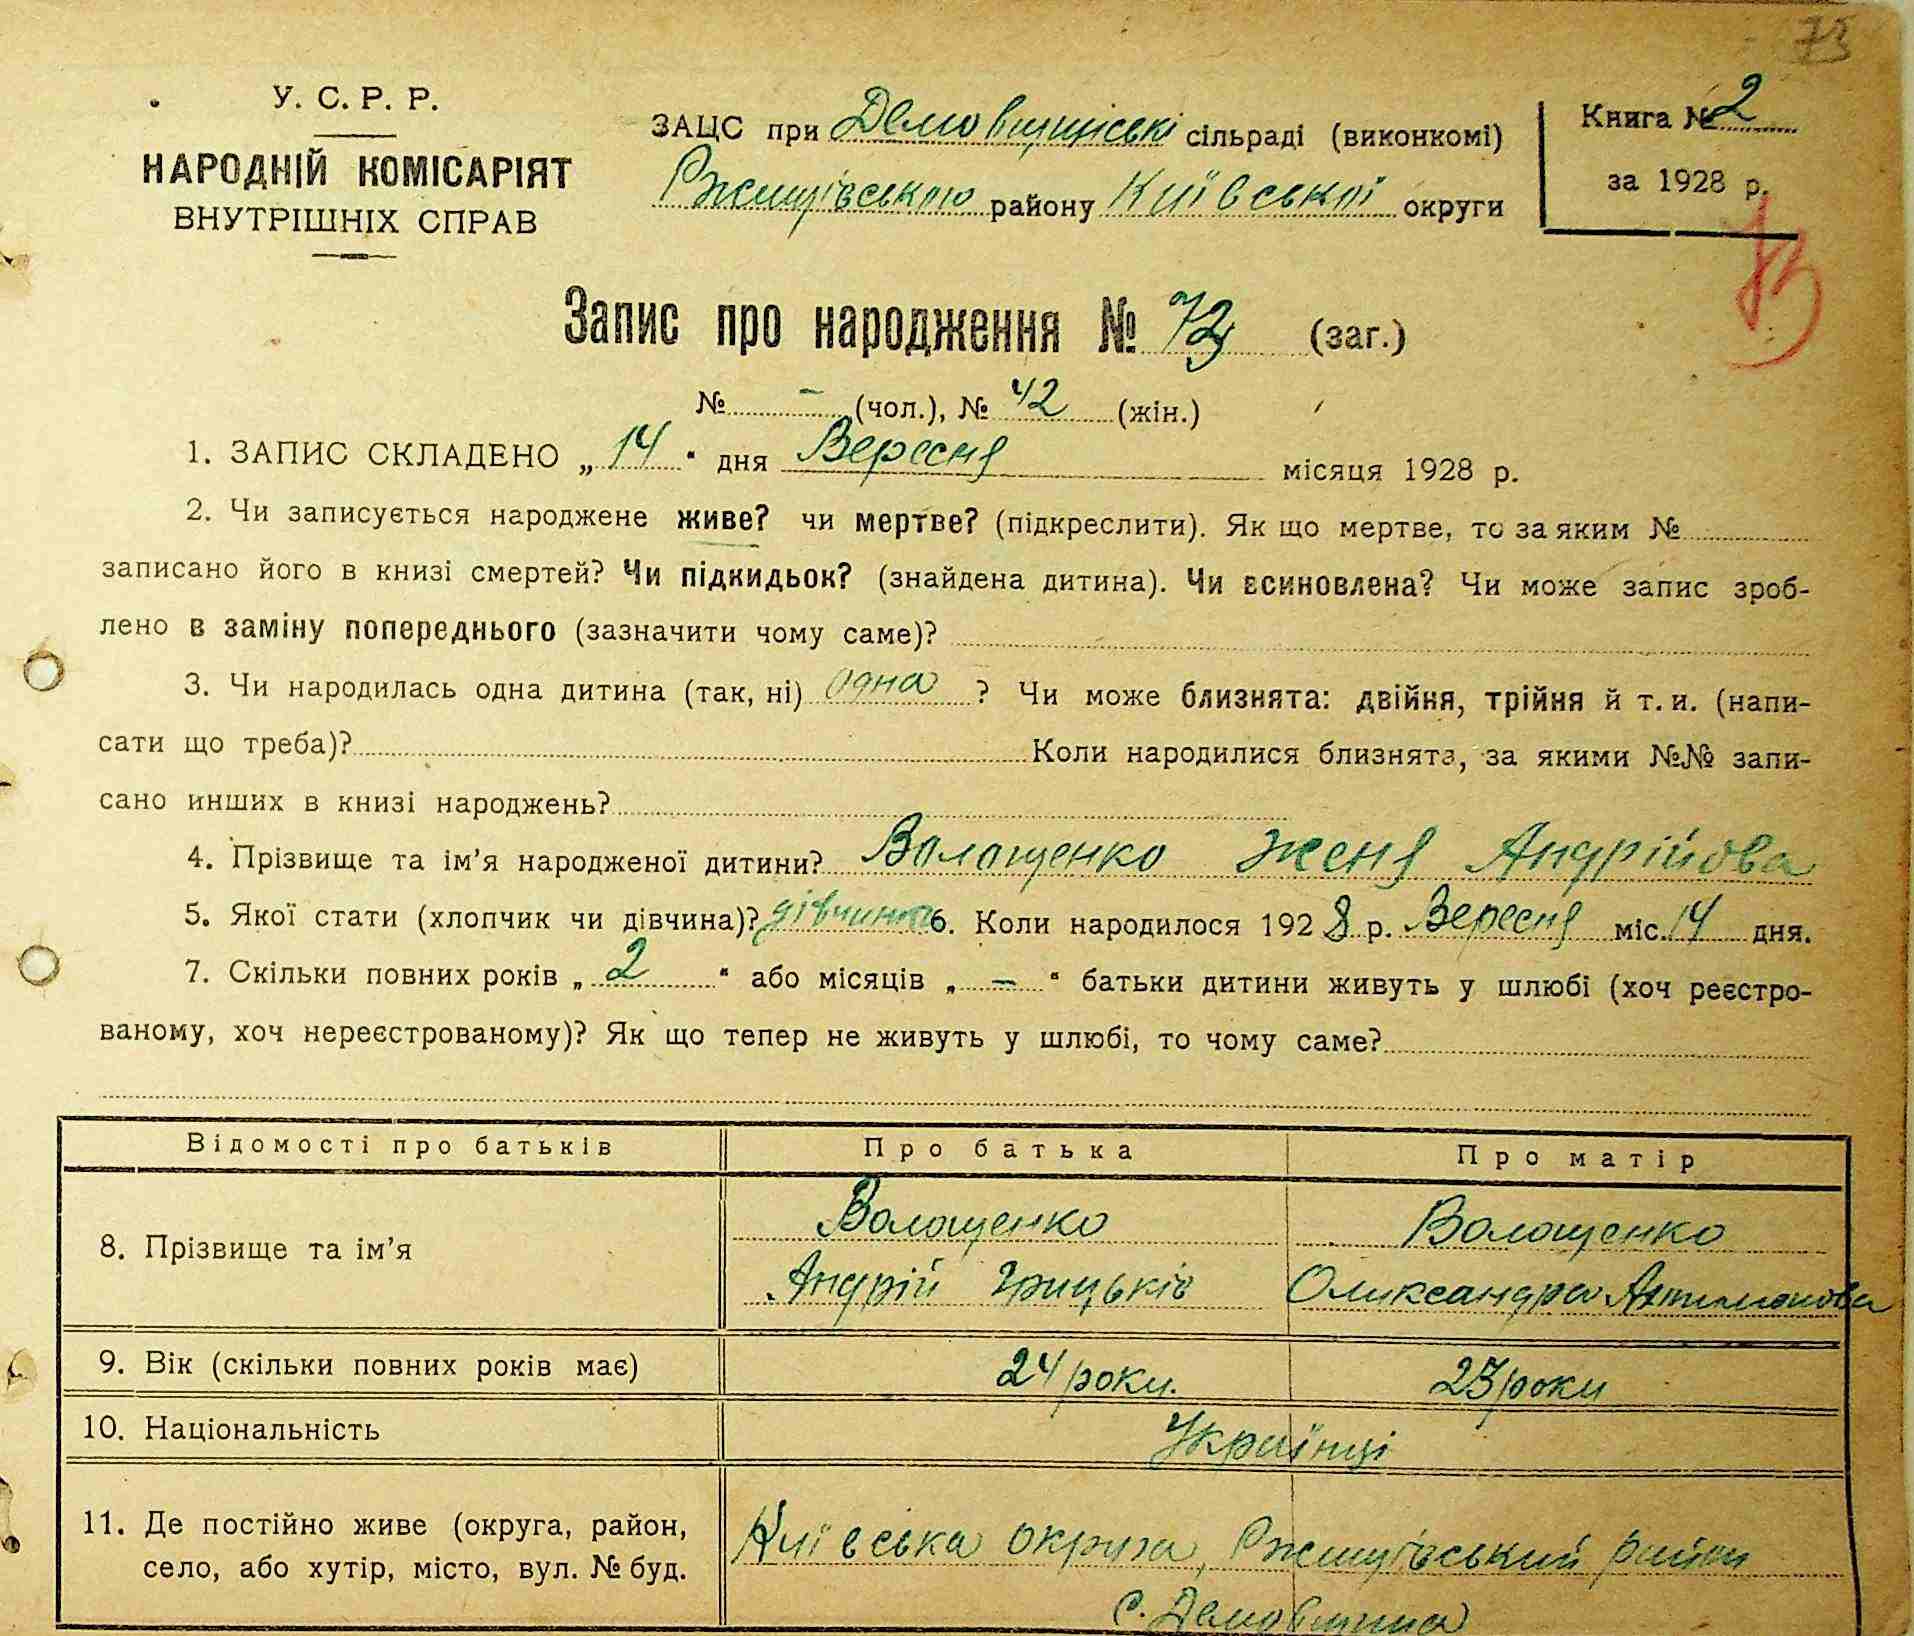 73
У. С. Р. Р.
НАРОДНІЙ КОМІСАРІЯТ
ВНУТРІШНІХ СПРАВ
ЗАЦС при Демовщиські сільраді (виконкомі)
Ржищівською району Київської округи
Книга № 2
за 1928 р.
Запис про народження № 73 (заг.)
№ – (чол.), № 42 (жін.)
1. ЗАПИС СКЛАДЕНО „ 14 “ дня Вересня місяця 1928 р.
2. Чи записується народжене живе? чи мертве? (підкреслити). Як що мертве, то за яким №
записано його в книзі смертей? Чи підкидьок? (знайдена дитина). Чи всиновлена? Чи може запис зроб-
лено в заміну попереднього (зазначити чому саме)?
3. Чи народилась одна дитина (так, ні) одна ? Чи може близнята: двійня, трійня й т. и. (напи-
сати що треба)? Коли народилися близнята, за якими №№ запи-
сано инших в книзі народжень?
4. Прізвище та ім’я народженої дитини? Волощенко Женя Андрійова
5. Якої стати (хлопчик чи дівчина)? дівчинка 6. Коли народилося 1928 р. Вересня міс. 14 дня.
7. Скільки повних років „ 2 “ або місяців „ – “ батьки дитини живуть у шлюбі (хоч реєстро-
ваному, хоч нереєстрованому)? Як що тепер не живуть у шлюбі, то чому саме?
Відомості про батьків Про батька Про матір
8. Прізвище та ім’я
Волощенко Волощенко
Андрій Грицьків Олександра
9. Вік (скільки повних років має) 24 роки. 23 роки
10. Національність Українці
11. Де постійно живе (округа, район,
село, або хутір, місто, вул. № буд.
Київська округа, Ржищівський район
с. Демовщина